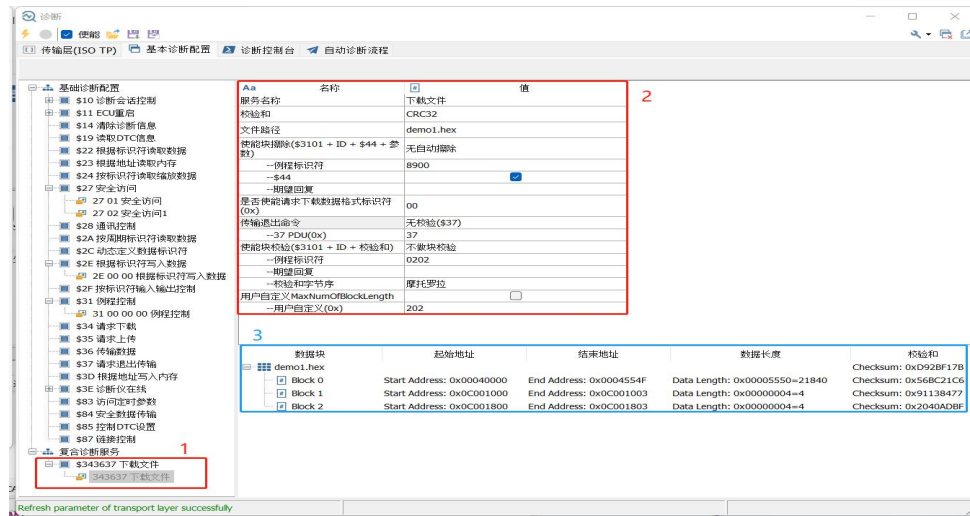 诊断
使能
传输层(ISO TP) 基本诊断配置 诊断控制台 自动诊断流程
基础诊断配置
$10 诊断会话控制
$11 ECU重启
$14 清除诊断信息
$19 读取DTC信息
$22 根据标识符读取数据
$23 根据地址读取内存
$24 按标识符读取缩放数据
$27 安全访问
27 01 安全访问
27 02 安全访问1
$28 通讯控制
$2A 按周期标识符读取数据
$2C 动态定义数据标识符
$2E 根据标识符写入数据
2E 00 00 根据标识符写入数据
$2F 按标识符输入输出控制
$31 例程控制
31 00 00 00 例程控制
$34 请求下载
$35 请求上传
$36 传输数据
$37 请求退出传输
$3D 根据地址写入内存
$3E 诊断仪在线
$83 访问定时参数
$84 安全数据传输
$85 控制DTC设置
$87 链接控制
复合诊断服务
1
$343637 下载文件
343637 下载文件
Aa 名称 # 值
2
服务名称 下载文件
校验和 CRC32
文件路径 demo1.hex
使能块擦除($3101 + ID + $44 + 参
数) 无自动擦除
--例程标识符 8900
--$44
--期望回复
是否使能请求下载数据格式标识符
(0x) 00
传输退出命令 无校验($37)
--37 PDU(0x) 37
使能块校验($3101 + ID + 校验和) 不做块校验
--例程标识符 0202
--期望回复
--校验和字节序 摩托罗拉
用户自定义MaxNumOfBlockLength
--用户自定义(0x) 202
3
数据块 起始地址 结束地址 数据长度 校验和
demo1.hex Checksum: 0xD92BF17B
Block 0 Start Address: 0x00040000 End Address: 0x0004554F Data Length: 0x00005550=21840 Checksum: 0x56BC21C6
Block 1 Start Address: 0x0C001000 End Address: 0x0C001003 Data Length: 0x00000004=4 Checksum: 0x91138477
Block 2 Start Address: 0x0C001800 End Address: 0x0C001803 Data Length: 0x00000004=4 Checksum: 0x2040ADBF
Refresh parameter of transport layer successfully